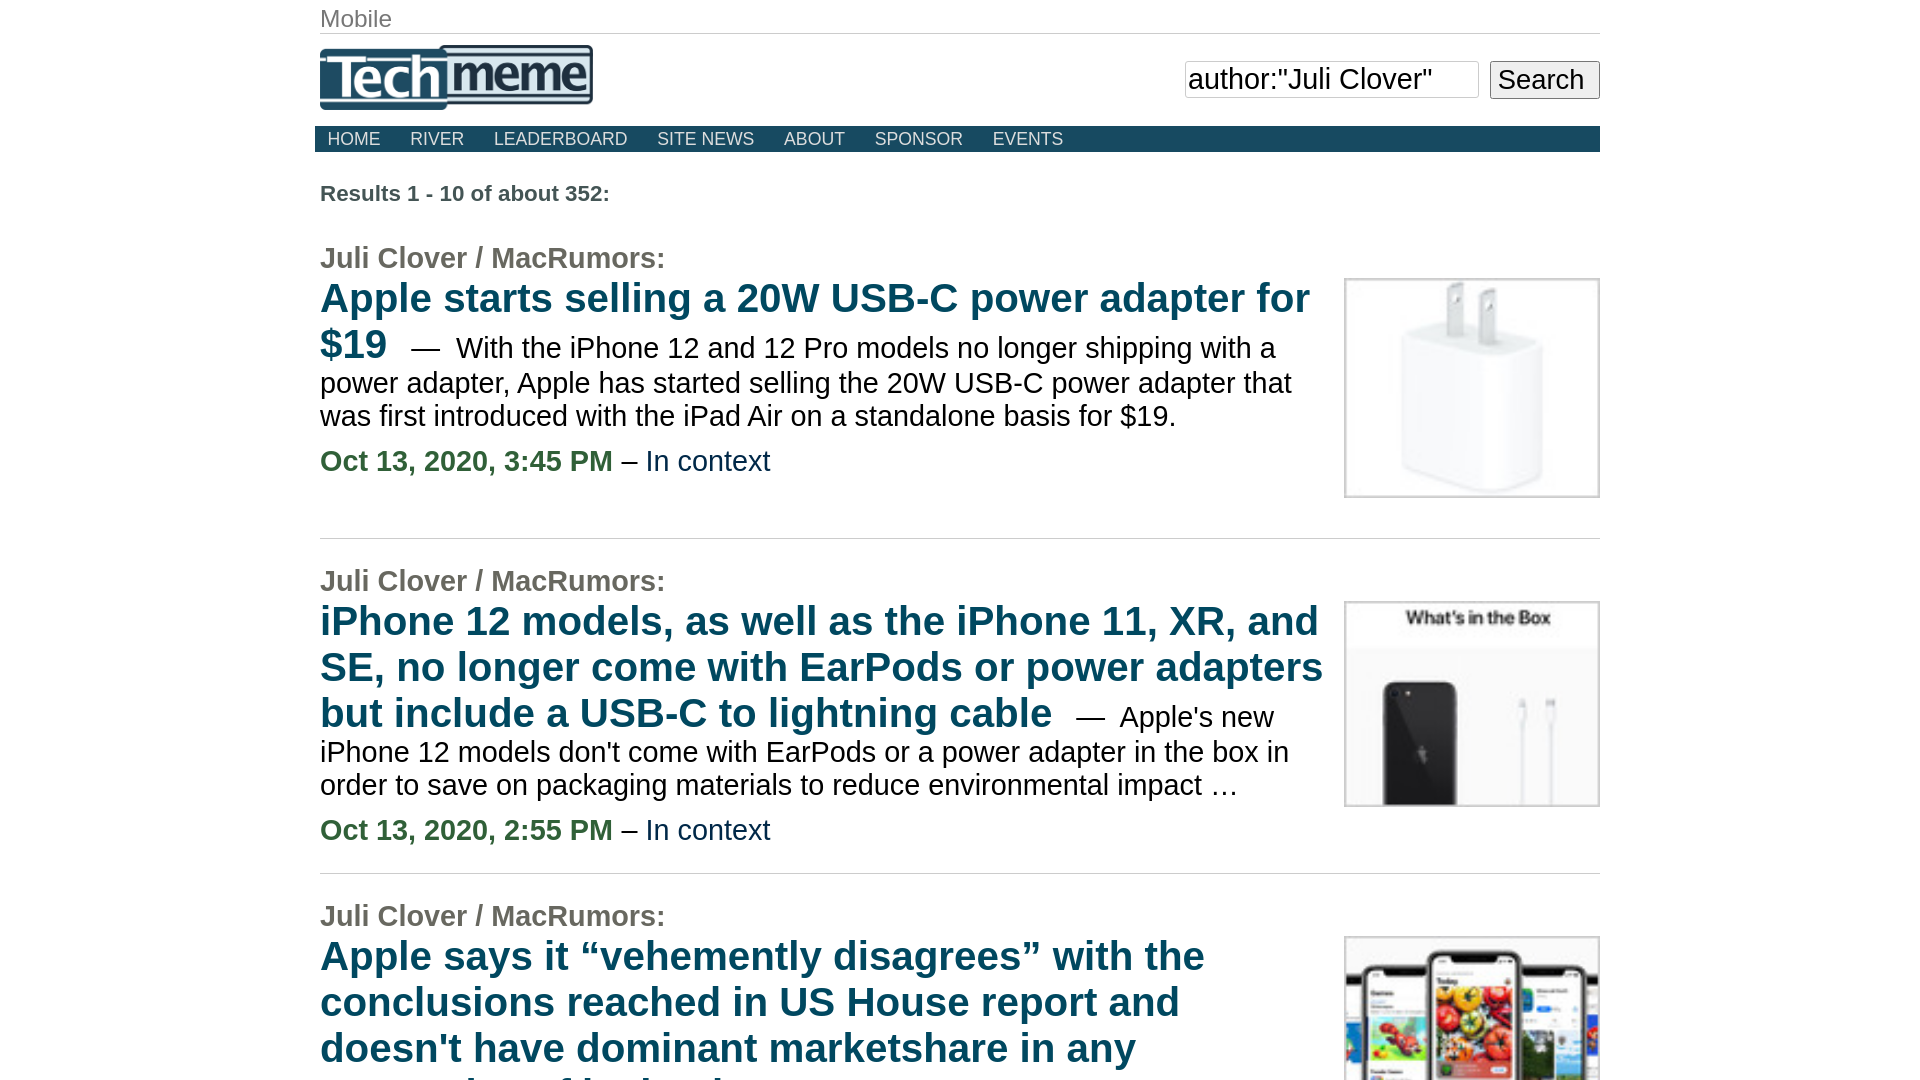 Mobile
Techmeme
author:"Juli Clover" Search
HOME RIVER LEADERBOARD SITE NEWS ABOUT SPONSOR EVENTS
Results 1 - 10 of about 352:
Juli Clover / MacRumors:
Apple starts selling a 20W USB-C power adapter for
$19 — With the iPhone 12 and 12 Pro models no longer shipping with a
power adapter, Apple has started selling the 20W USB-C power adapter that
was first introduced with the iPad Air on a standalone basis for $19.
Oct 13, 2020, 3:45 PM – In context
Juli Clover / MacRumors:
iPhone 12 models, as well as the iPhone 11, XR, and
SE, no longer come with EarPods or power adapters
but include a USB-C to lightning cable — Apple's new
iPhone 12 models don't come with EarPods or a power adapter in the box in
order to save on packaging materials to reduce environmental impact …
Oct 13, 2020, 2:55 PM – In context
What's in the Box
Juli Clover / MacRumors:
Apple says it “vehemently disagrees” with the
conclusions reached in US House report and
doesn't have dominant marketshare in any
Today
Games